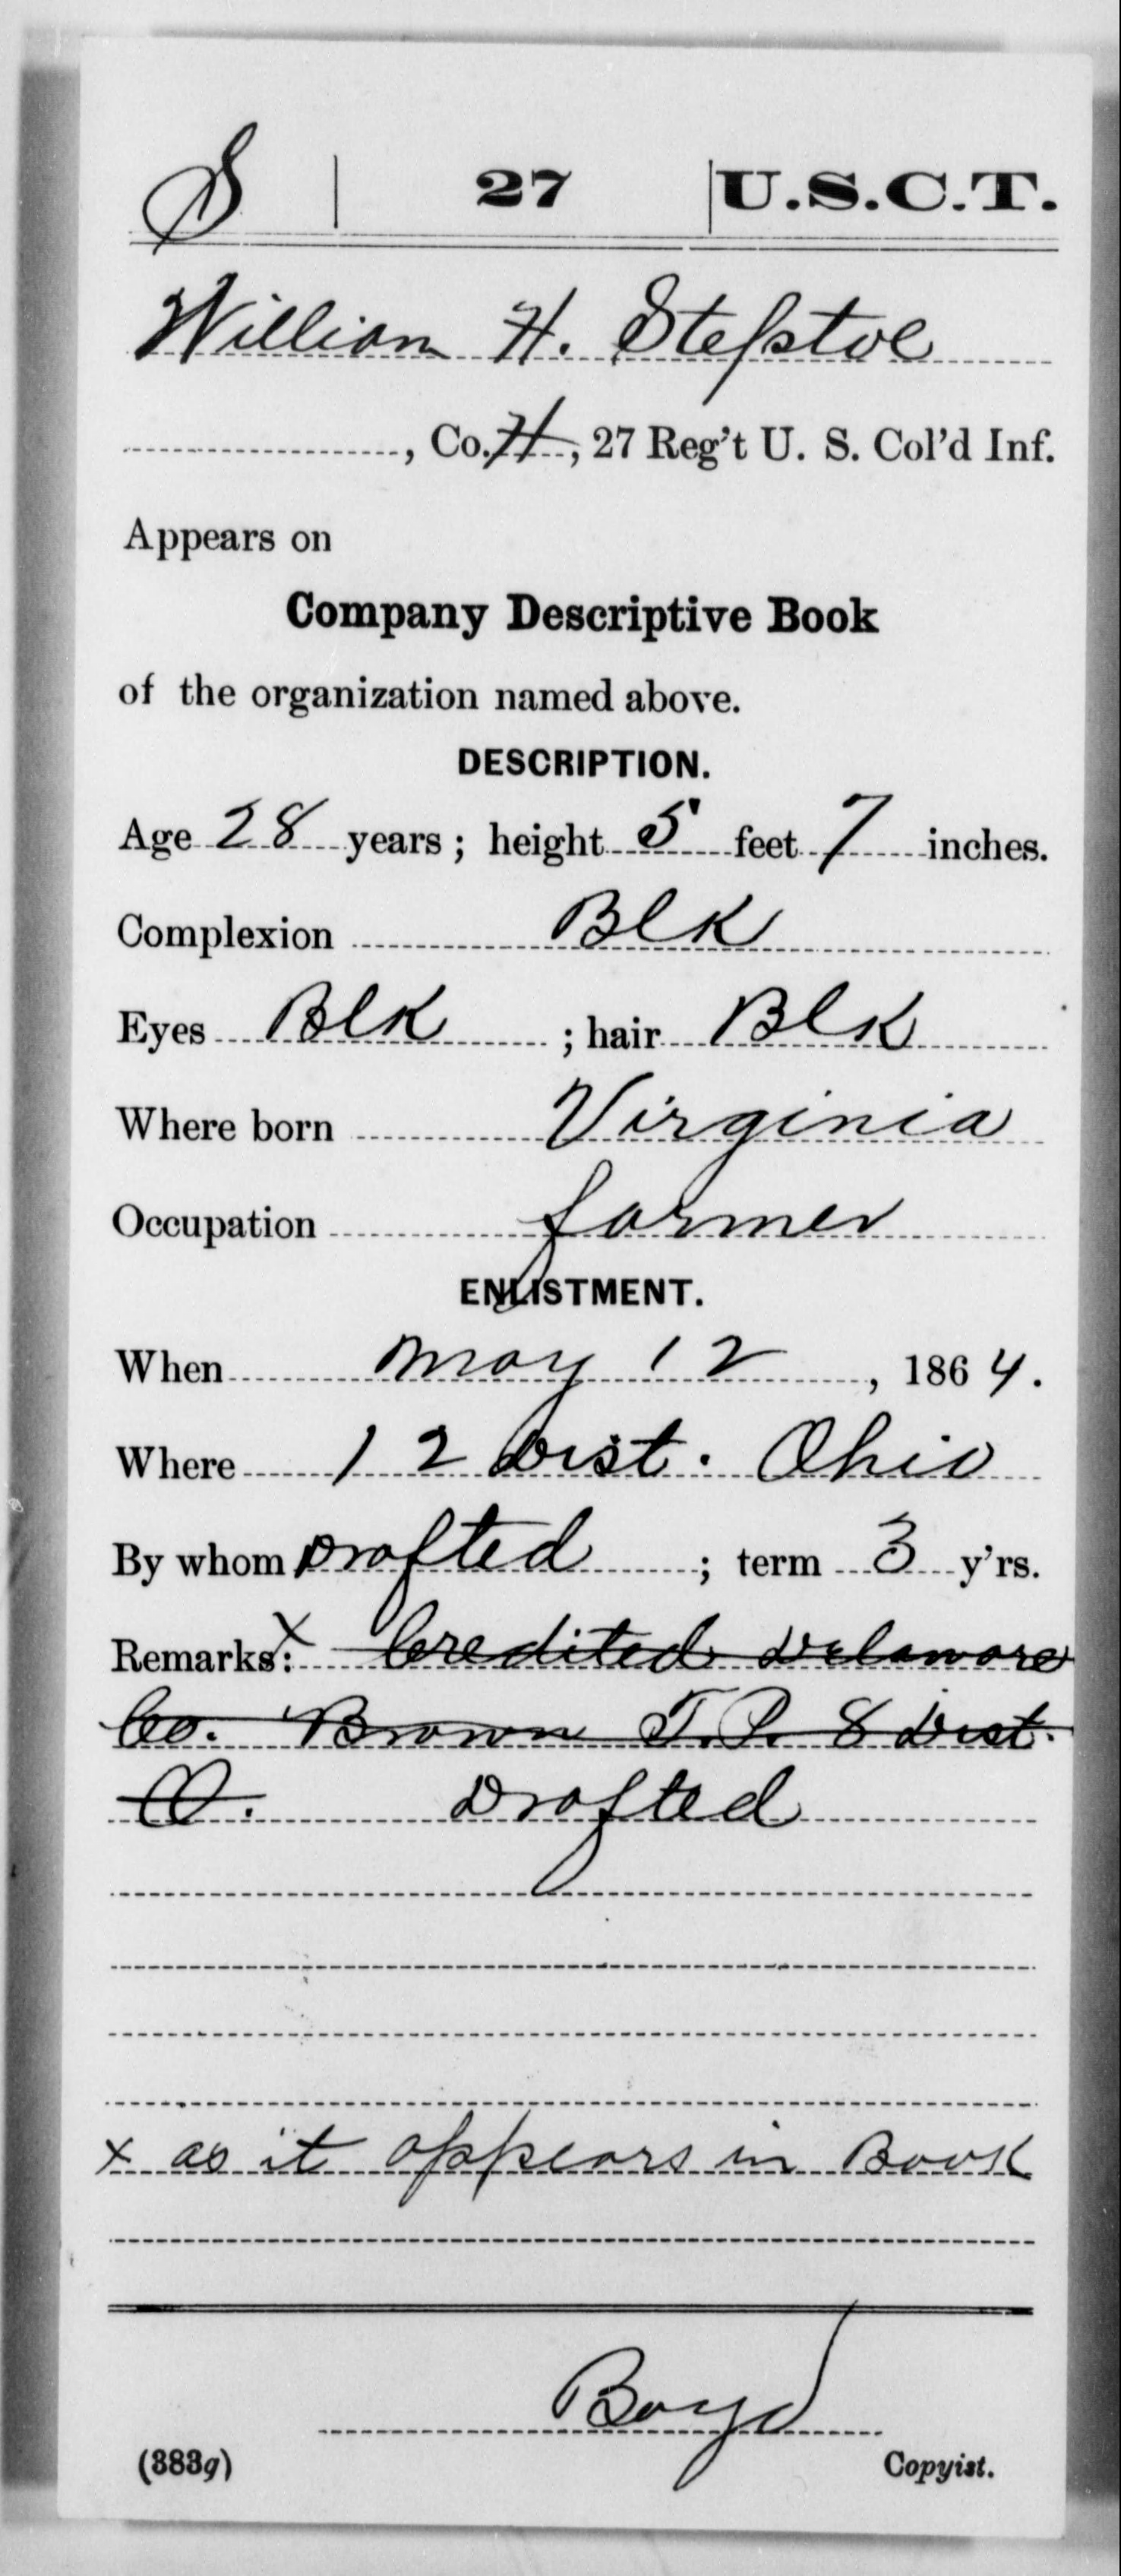 S | 27 | U.S.C.T.
William H. Stepstoe
, Co. H, 27 Reg't U. S. Col'd Inf.
Appears on
Company Descriptive Book
of the organization named above.
DESCRIPTION.
Age 28 years; height 5 feet 7 inches.
Complexion Blk
Eyes Blk ; hair Blk
Where born Virginia
Occupation farmer
ENLISTMENT.
When May 12, 1864.
Where 12 Dist. Ohio
By whom Drafted ; term 3 y'rs.
Remarks: x Credited Delaware
Co. Brown T.P. 8 Dist.
O. Drafted
x as it appears in Book
Boyd
(383g) Copyist.